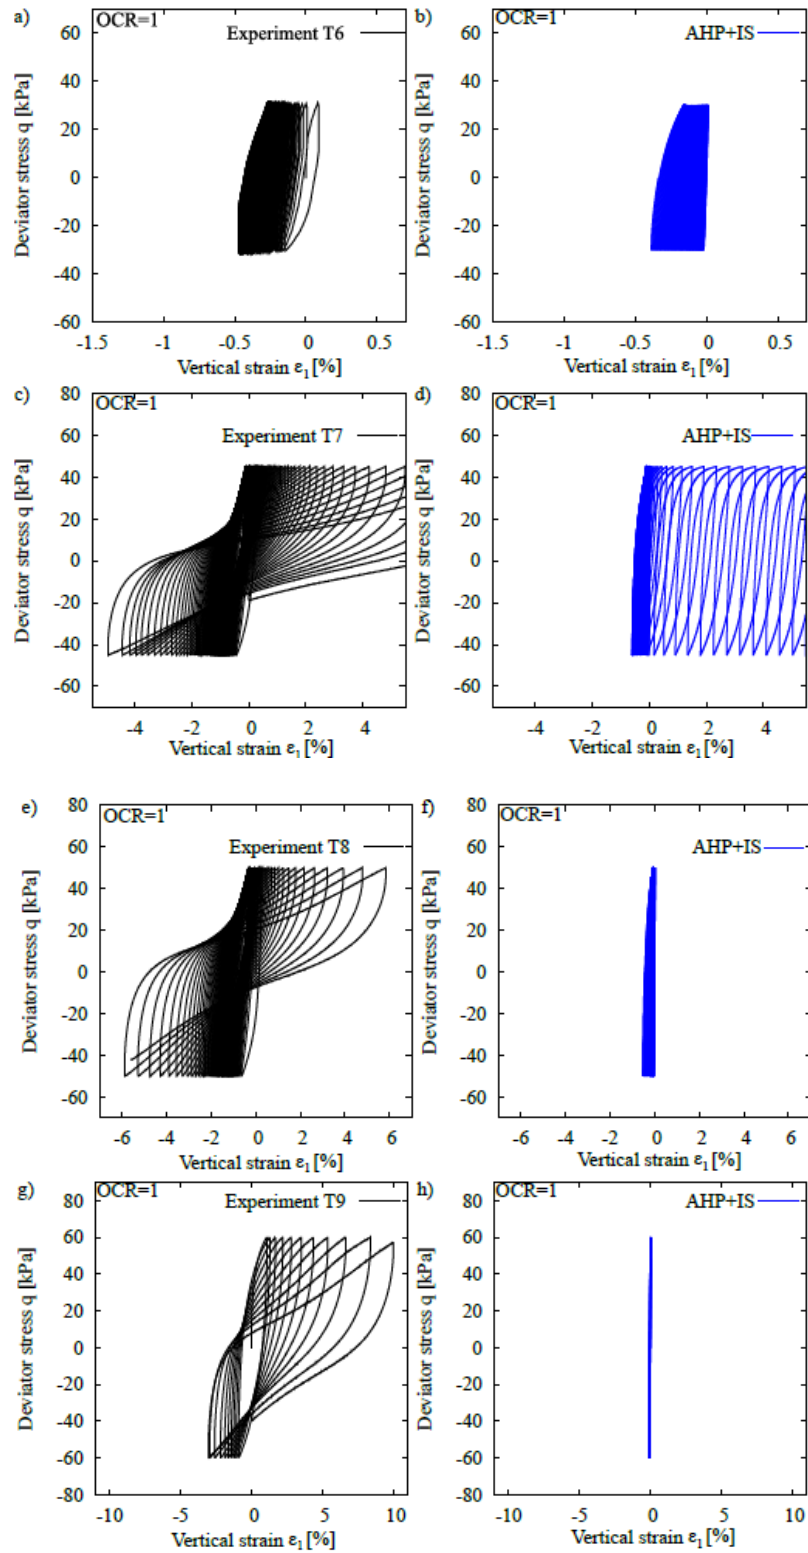 a) OCR=1 Experiment T6
Deviator stress q [kPa]
60
40
20
0
-20
-40
-60
-1.5 -1 -0.5 0 0.5
Vertical strain ε1 [%]
b) OCR=1 AHP+IS
Deviator stress q [kPa]
60
40
20
0
-20
-40
-60
-1.5 -1 -0.5 0 0.5
Vertical strain ε1 [%]
c) OCR=1 Experiment T7
Deviator stress q [kPa]
80
60
40
20
0
-20
-40
-60
-4 -2 0 2 4
Vertical strain ε1 [%]
d) OCR=1 AHP+IS
Deviator stress q [kPa]
80
60
40
20
0
-20
-40
-60
-4 -2 0 2 4
Vertical strain ε1 [%]
e) OCR=1 Experiment T8
Deviator stress q [kPa]
80
60
40
20
0
-20
-40
-60
-6 -4 -2 0 2 4 6
Vertical strain ε1 [%]
f) OCR=1 AHP+IS
Deviator stress q [kPa]
80
60
40
20
0
-20
-40
-60
-6 -4 -2 0 2 4 6
Vertical strain ε1 [%]
g) OCR=1 Experiment T9
Deviator stress q [kPa]
80
60
40
20
0
-20
-40
-60
-80
-10 -5 0 5 10
Vertical strain ε1 [%]
h) OCR=1 AHP+IS
Deviator stress q [kPa]
80
60
40
20
0
-20
-40
-60
-80
-10 -5 0 5 10
Vertical strain ε1 [%]